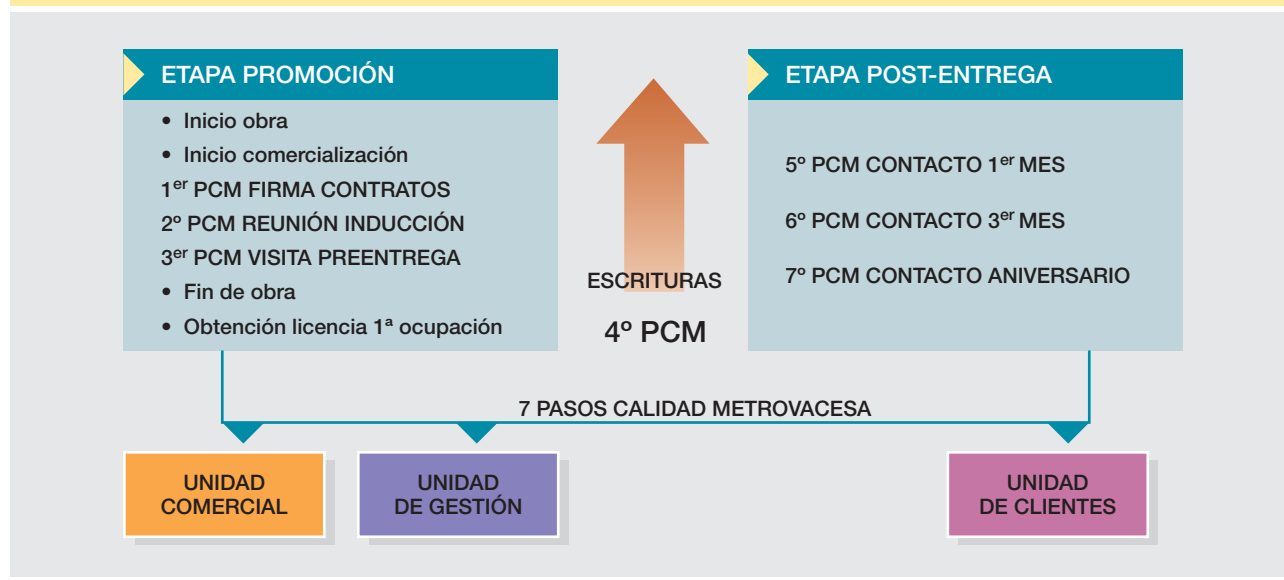 ETAPA PROMOCIÓN
• Inicio obra
• Inicio comercialización
1er PCM FIRMA CONTRATOS
2º PCM REUNIÓN INDUCCIÓN
3er PCM VISITA PREENTREGA
• Fin de obra
• Obtención licencia 1ª ocupación
ESCRITURAS
4º PCM
ETAPA POST-ENTREGA
5º PCM CONTACTO 1er MES
6º PCM CONTACTO 3er MES
7º PCM CONTACTO ANIVERSARIO
7 PASOS CALIDAD METROVACESA
UNIDAD
COMERCIAL
UNIDAD
DE GESTIÓN
UNIDAD
DE CLIENTES